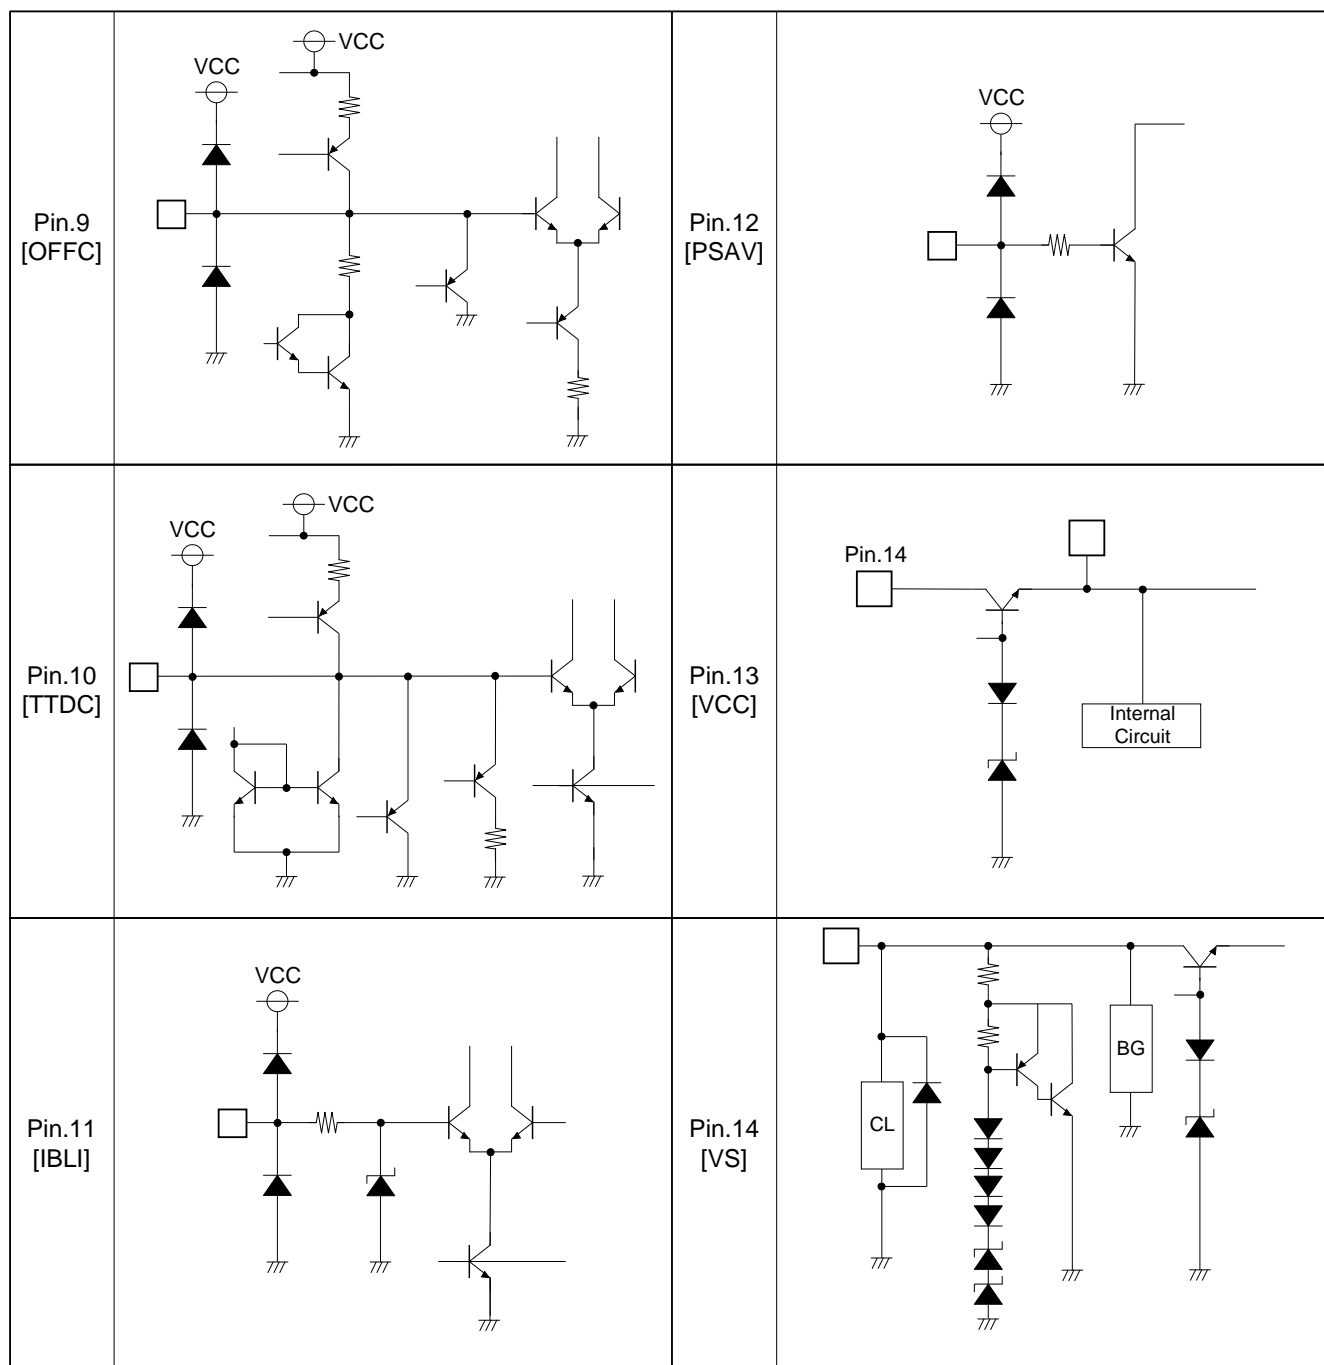 Pin.9
[OFFC]
VCC
VCC
Pin.12
[PSAV]
VCC
Pin.10
[TTDC]
VCC
VCC
Pin.13
[VCC]
Pin.14
Internal
Circuit
Pin.11
[IBLI]
VCC
Pin.14
[VS]
CL
BG